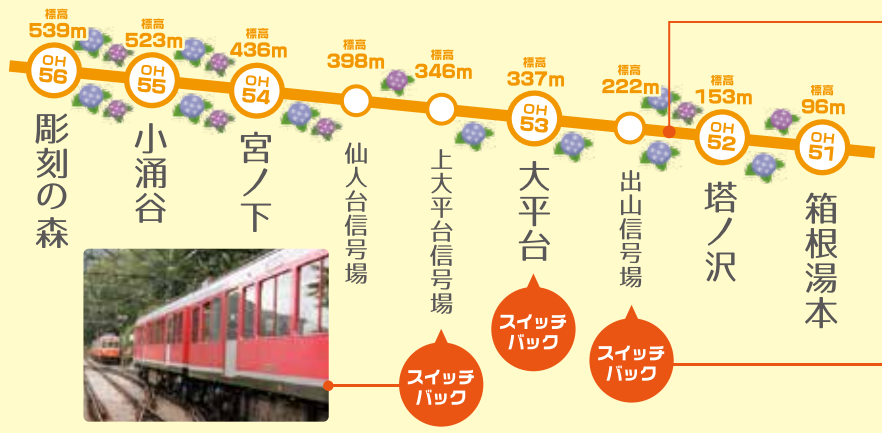 標高
539m
OH
56
彫刻の森
標高
523m
OH
55
小涌谷
標高
436m
OH
54
宮ノ下
標高
398m
仙人台信号場
標高
346m
上大平台信号場
スイッチ
バック
標高
337m
OH
53
大平台
スイッチ
バック
標高
222m
出山信号場
スイッチ
バック
標高
153m
OH
52
塔ノ沢
標高
96m
OH
51
箱根湯本